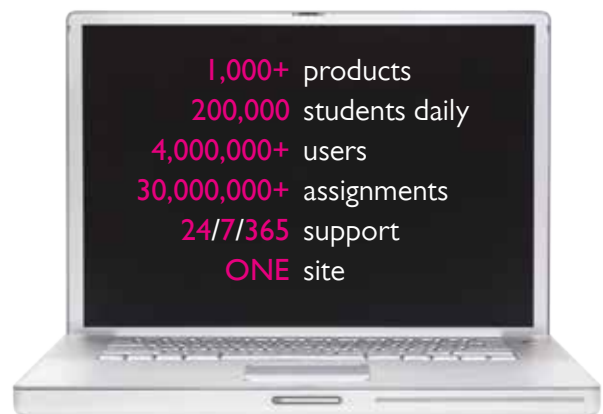 1,000+ products
200,000 students daily
4,000,000+ users
30,000,000+ assignments
24/7/365 support
ONE site